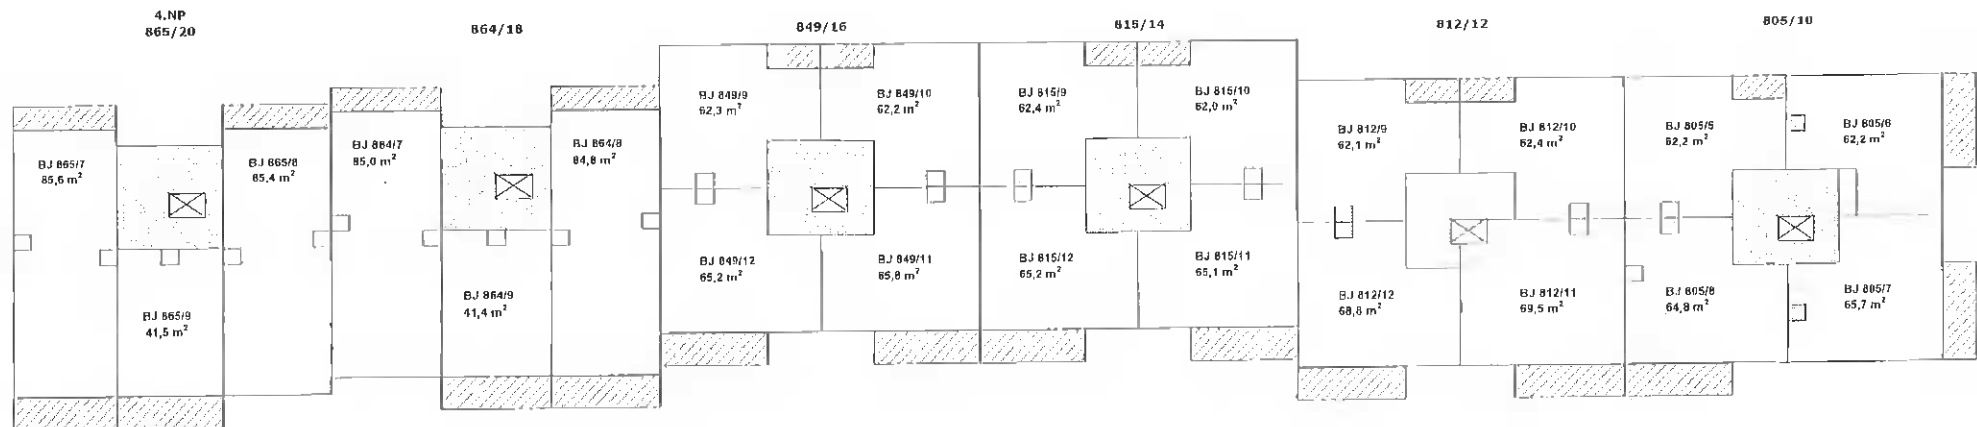 4.NP
865/20
864/18
849/16
815/14
812/12
805/10
BJ 865/7
85,6 m²
BJ 865/8
85,4 m²
BJ 865/9
41,5 m²
BJ 864/7
85,0 m²
BJ 864/8
84,8 m²
BJ 864/9
41,4 m²
BJ 849/9
62,3 m²
BJ 849/10
62,2 m²
BJ 849/12
65,2 m²
BJ 849/11
65,8 m²
BJ 815/9
62,4 m²
BJ 815/10
62,0 m²
BJ 815/12
65,2 m²
BJ 815/11
65,1 m²
BJ 812/9
62,1 m²
BJ 812/10
62,4 m²
BJ 812/12
68,8 m²
BJ 812/11
69,5 m²
BJ 805/5
62,2 m²
BJ 805/6
62,2 m²
BJ 805/8
64,8 m²
BJ 805/7
65,7 m²